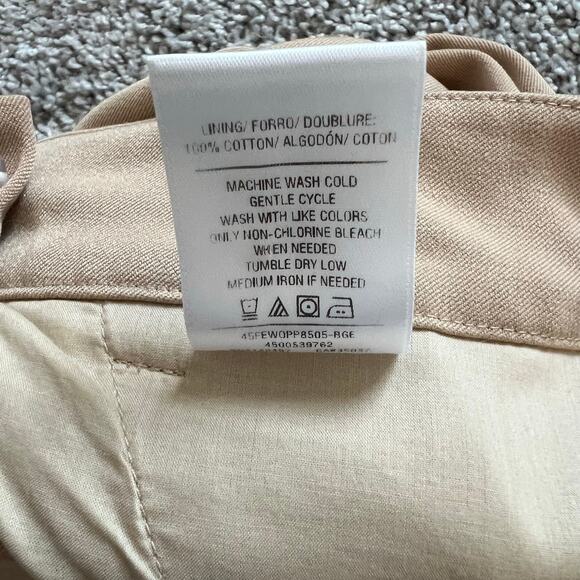 LINING/ FORRO/ DOUBLURE:
100% COTTON/ ALGODÓN/ COTON
MACHINE WASH COLD
GENTLE CYCLE
WASH WITH LIKE COLORS
ONLY NON-CHLORINE BLEACH
WHEN NEEDED
TUMBLE DRY LOW
MEDIUM IRON IF NEEDED
45FEWOPP8505-BGE
4500539762